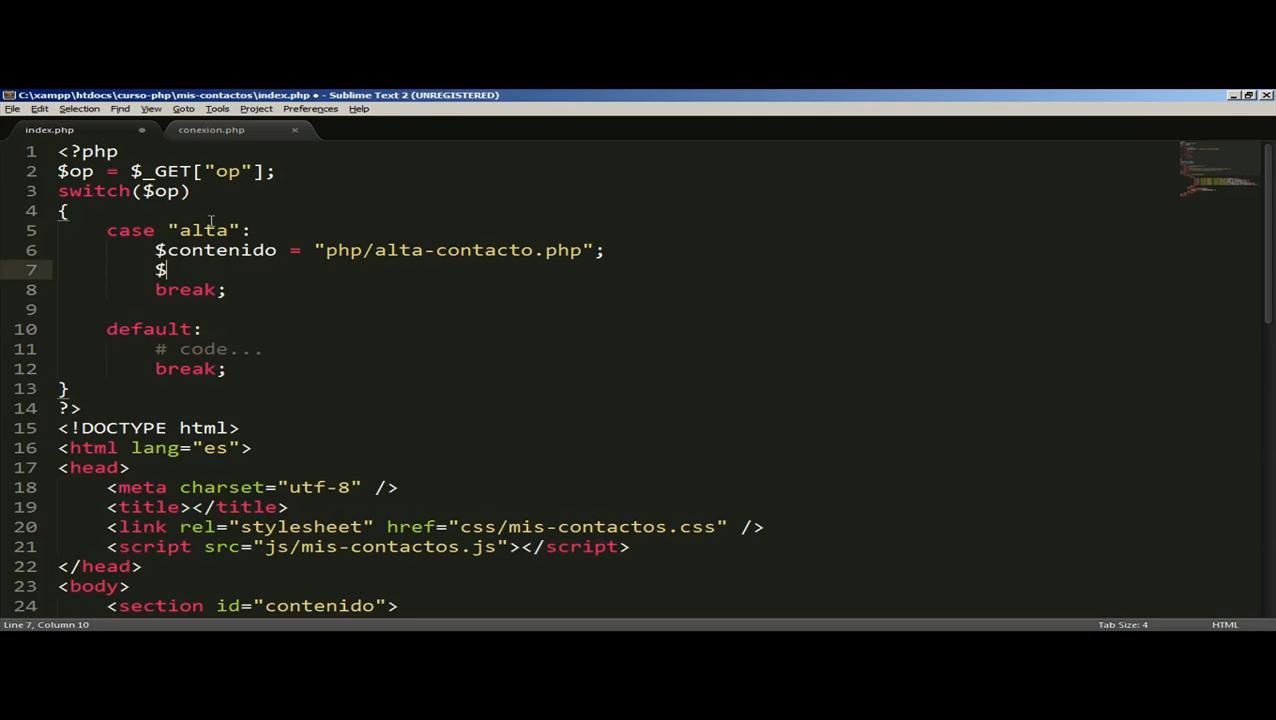 C:\xampp\htdocs\curso-php\mis-contactos\index.php • - Sublime Text 2 (UNREGISTERED)
File Edit Selection Find View Goto Tools Project Preferences Help
index.php conexion.php
1 <?php
2 $op = $_GET["op"];
3 switch($op)
4 {
5 case "alta":
6 $contenido = "php/alta-contacto.php";
7 $
8 break;
9
10 default:
11 # code...
12 break;
13 }
14 ?>
15 <!DOCTYPE html>
16 <html lang="es">
17 <head>
18 <meta charset="utf-8" />
19 <title></title>
20 <link rel="stylesheet" href="css/mis-contactos.css" />
21 <script src="js/mis-contactos.js"></script>
22 </head>
23 <body>
24 <section id="contenido">
Line 7, Column 10 Tab Size: 4 HTML